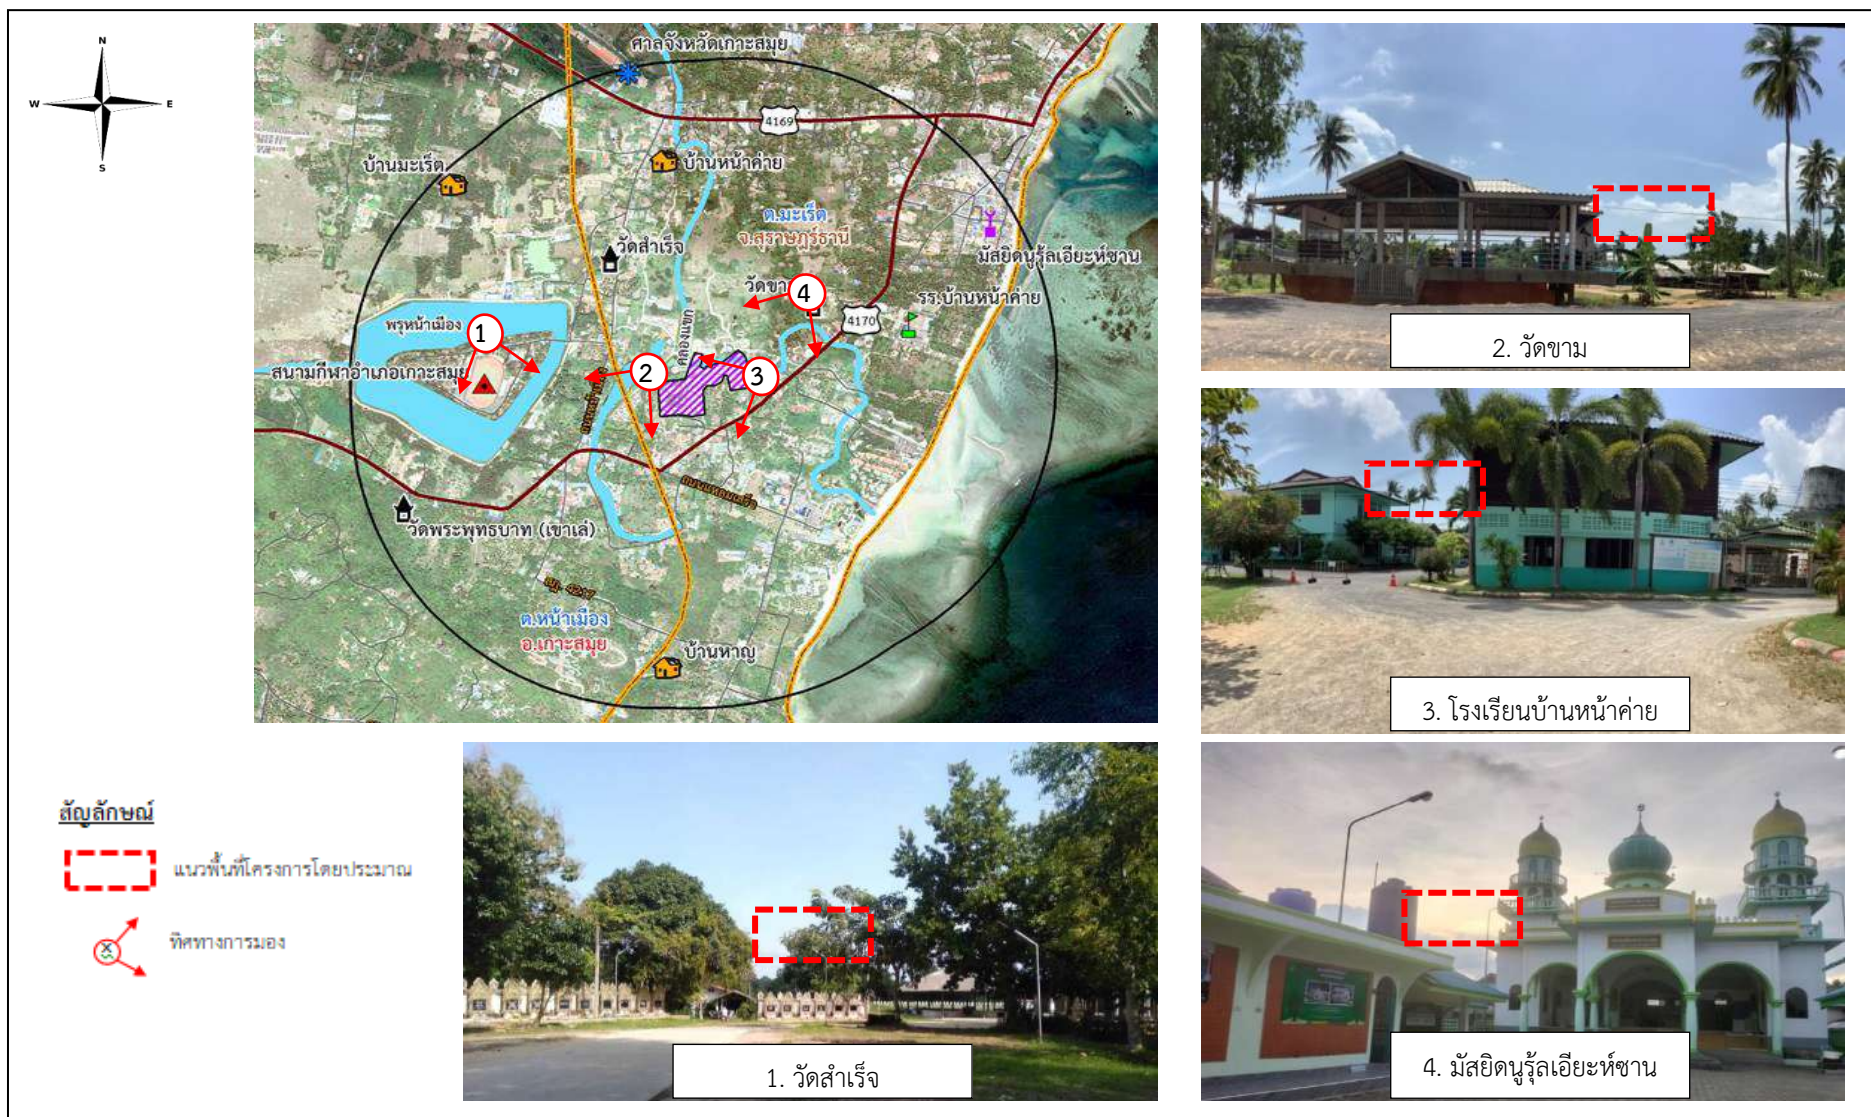 N
W
E
S
ศาลจังหวัดเกาะสมุย
4169
บ้านมะเร็ต
บ้านหน้าค่าย
ต.มะเร็ต
จ.สุราษฎร์ธานี
วัดสำเร็จ
มัสยิดนูรุ้ลเอียะห์ซาน
วัดขา
4
รร.บ้านหน้าค่าย
4170
พรุหน้าเมือง
1
คลองแขก
สนามกีฬาอำเภอเกาะสมุย
2
3
วัดพระพุทธบาท (เขาเล่)
สฎ. 4247
ต.หน้าเมือง
อ.เกาะสมุย
บ้านหาญ
2. วัดขาม
3. โรงเรียนบ้านหน้าค่าย
สัญลักษณ์
แนวพื้นที่โครงการโดยประมาณ
ทิศทางการมอง
1. วัดสำเร็จ
4. มัสยิดนูรุ้ลเอียะห์ซาน